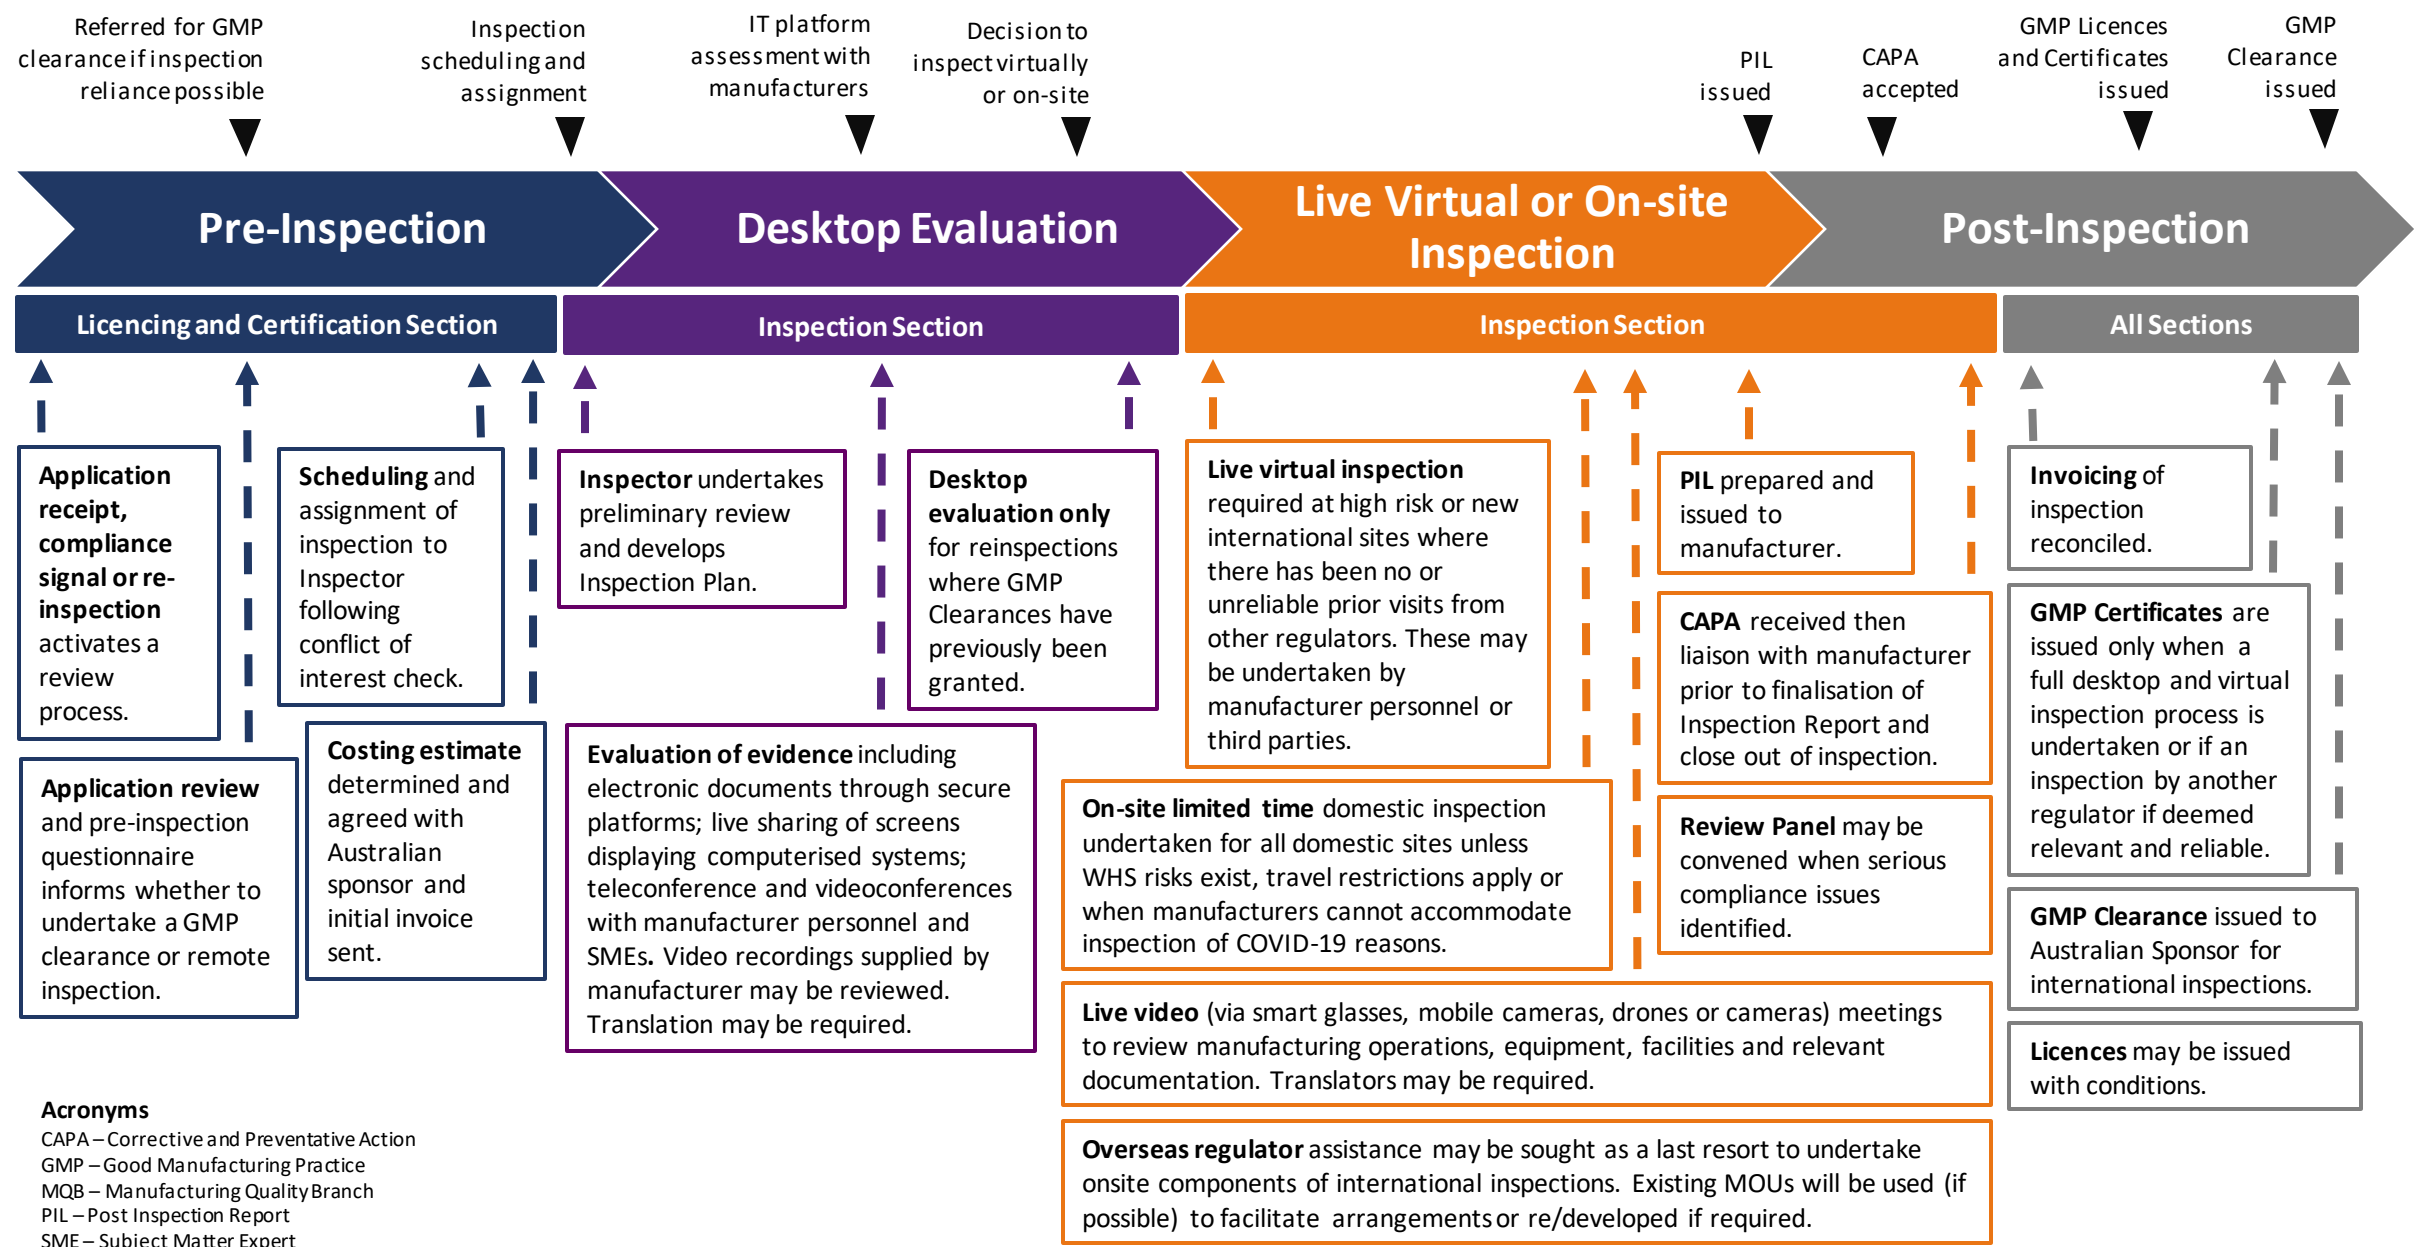 Referred for GMP
clearance if inspection
reliance possible
Inspection
scheduling and
assignment
IT platform
assessment with
manufacturers
Decision to
inspect virtually
or on-site
PIL
issued
CAPA
accepted
GMP Licences
and Certificates
issued
GMP
Clearance
issued
Pre-Inspection
Desktop Evaluation
Live Virtual or On-site
Inspection
Post-Inspection
Licencing and Certification Section
Inspection Section
Inspection Section
All Sections
Application
receipt,
compliance
signal or re-
inspection
activates a
review
process.
Application review
and pre-inspection
questionnaire
informs whether to
undertake a GMP
clearance or remote
inspection.
Scheduling and
assignment of
inspection to
Inspector
following
conflict of
interest check.
Costing estimate
determined and
agreed with
Australian
sponsor and
initial invoice
sent.
Inspector undertakes
preliminary review
and develops
Inspection Plan.
Evaluation of evidence including
electronic documents through secure
platforms; live sharing of screens
displaying computerised systems;
teleconference and videoconferences
with manufacturer personnel and
SMEs. Video recordings supplied by
manufacturer may be reviewed.
Translation may be required.
Desktop
evaluation only
for reinspections
where GMP
Clearances have
previously been
granted.
Live virtual inspection
required at high risk or new
international sites where
there has been no or
unreliable prior visits from
other regulators. These may
be undertaken by
manufacturer personnel or
third parties.
On-site limited time domestic inspection
undertaken for all domestic sites unless
WHS risks exist, travel restrictions apply or
when manufacturers cannot accommodate
inspection of COVID-19 reasons.
Live video (via smart glasses, mobile cameras, drones or cameras) meetings
to review manufacturing operations, equipment, facilities and relevant
documentation. Translators may be required.
Overseas regulator assistance may be sought as a last resort to undertake
onsite components of international inspections. Existing MOUs will be used (if
possible) to facilitate arrangements or re/developed if required.
PIL prepared and
issued to
manufacturer.
CAPA received then
liaison with manufacturer
prior to finalisation of
Inspection Report and
close out of inspection.
Review Panel may be
convened when serious
compliance issues
identified.
Invoicing of
inspection
reconciled.
GMP Certificates are
issued only when a
full desktop and virtual
inspection process is
undertaken or if an
inspection by another
regulator if deemed
relevant and reliable.
GMP Clearance issued to
Australian Sponsor for
international inspections.
Licences may be issued
with conditions.
Acronyms
CAPA – Corrective and Preventative Action
GMP – Good Manufacturing Practice
MQB – Manufacturing Quality Branch
PIL – Post Inspection Report
SME – Subject Matter Expert